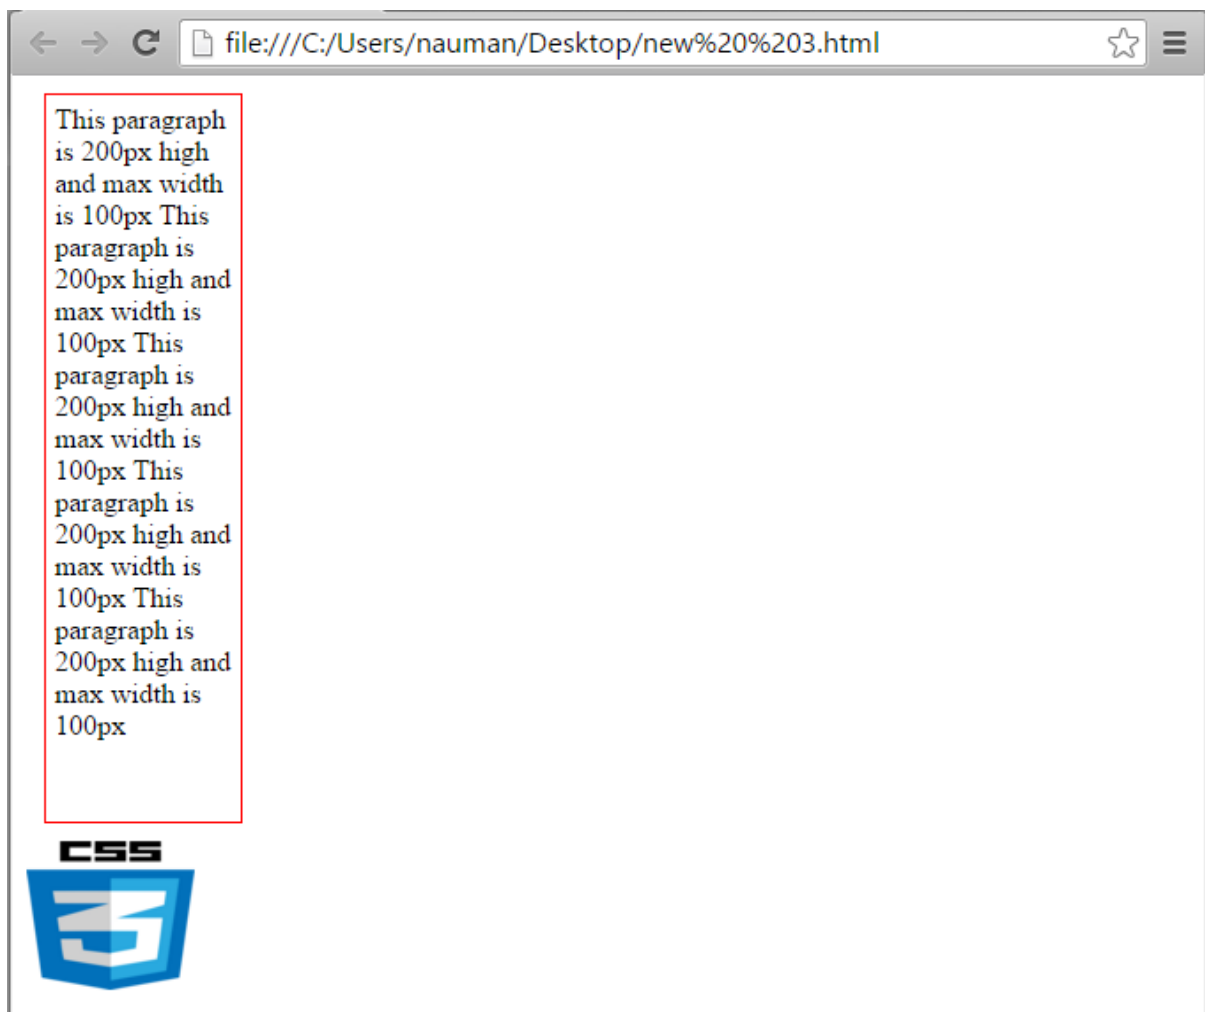 file:///C:/Users/nauman/Desktop/new%20%203.html
This paragraph
is 200px high
and max width
is 100px This
paragraph is
200px high and
max width is
100px This
paragraph is
200px high and
max width is
100px This
paragraph is
200px high and
max width is
100px This
paragraph is
200px high and
max width is
100px
CSS
3